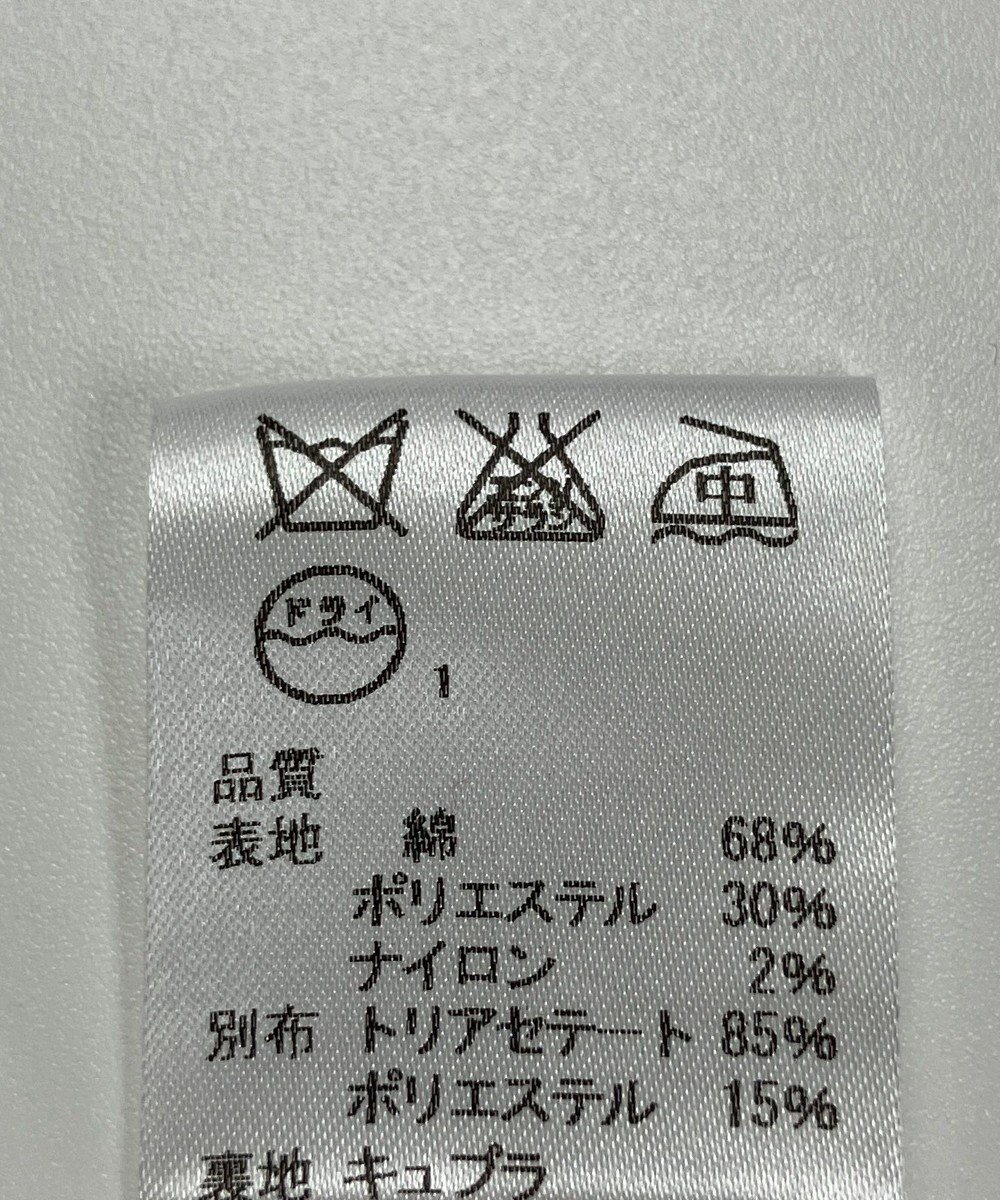 中
ドライ
1
品質
表地 綿 68%
ポリエステル 30%
ナイロン 2%
別布 トリアセテート 85%
ポリエステル 15%
裏地 キュプラ